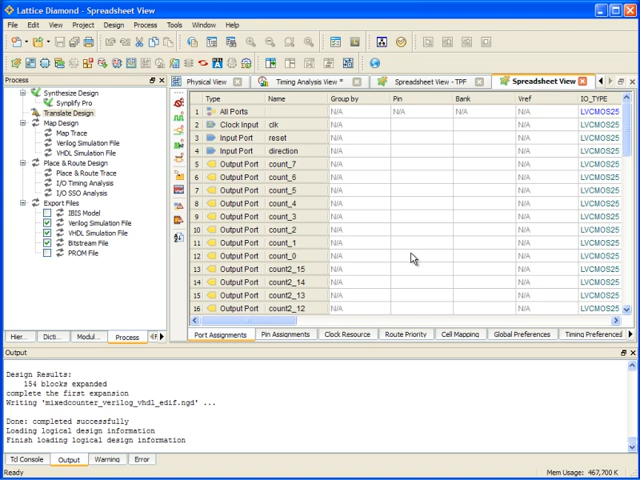 Lattice Diamond - Spreadsheet View
File Edit View Project Design Process Tools Window Help
Process
Physical View Timing Analysis View * Spreadsheet View - TPF Spreadsheet View
Synthesize Design
Synplify Pro
Translate Design
Map Design
Map Trace
Verilog Simulation File
VHDL Simulation File
Place & Route Design
Place & Route Trace
I/O Timing Analysis
I/O SSO Analysis
Export Files
IBIS Model
Verilog Simulation File
VHDL Simulation File
Bitstream File
PROM File
Hier... Dict... Modul... Process
Type Name Group by Pin Bank Vref IO_TYPE
1 All Ports N/A N/A N/A N/A LVCMOS25
2 Clock Input clk N/A N/A LVCMOS25
3 Input Port reset N/A N/A LVCMOS25
4 Input Port direction N/A N/A LVCMOS25
5 Output Port count_7 N/A N/A LVCMOS25
6 Output Port count_6 N/A N/A LVCMOS25
7 Output Port count_5 N/A N/A LVCMOS25
8 Output Port count_4 N/A N/A LVCMOS25
9 Output Port count_3 N/A N/A LVCMOS25
10 Output Port count_2 N/A N/A LVCMOS25
11 Output Port count_1 N/A N/A LVCMOS25
12 Output Port count_0 N/A N/A LVCMOS25
13 Output Port count2_15 N/A N/A LVCMOS25
14 Output Port count2_14 N/A N/A LVCMOS25
15 Output Port count2_13 N/A N/A LVCMOS25
16 Output Port count2_12 N/A N/A LVCMOS25
Port Assignments Pin Assignments Clock Resource Route Priority Cell Mapping Global Preferences Timing Preferences
Output
Design Results:
154 blocks expanded
complete the first expansion
Writing 'mixedcounter_verilog_vhdl_edif.ngd' ...
Done: completed successfully
Loading logical design information
Finish loading logical design information
Tcl Console Output Warning Error
Ready
Mem Usage: 467,700 K